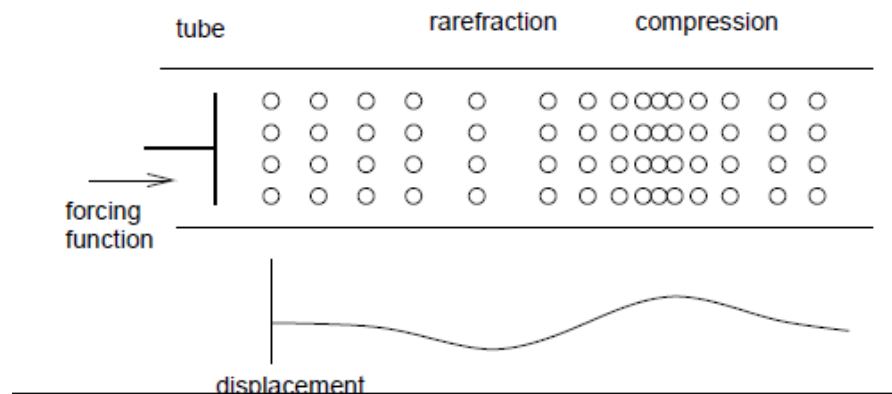 tube
rarefraction
compression
forcing
function
displacement